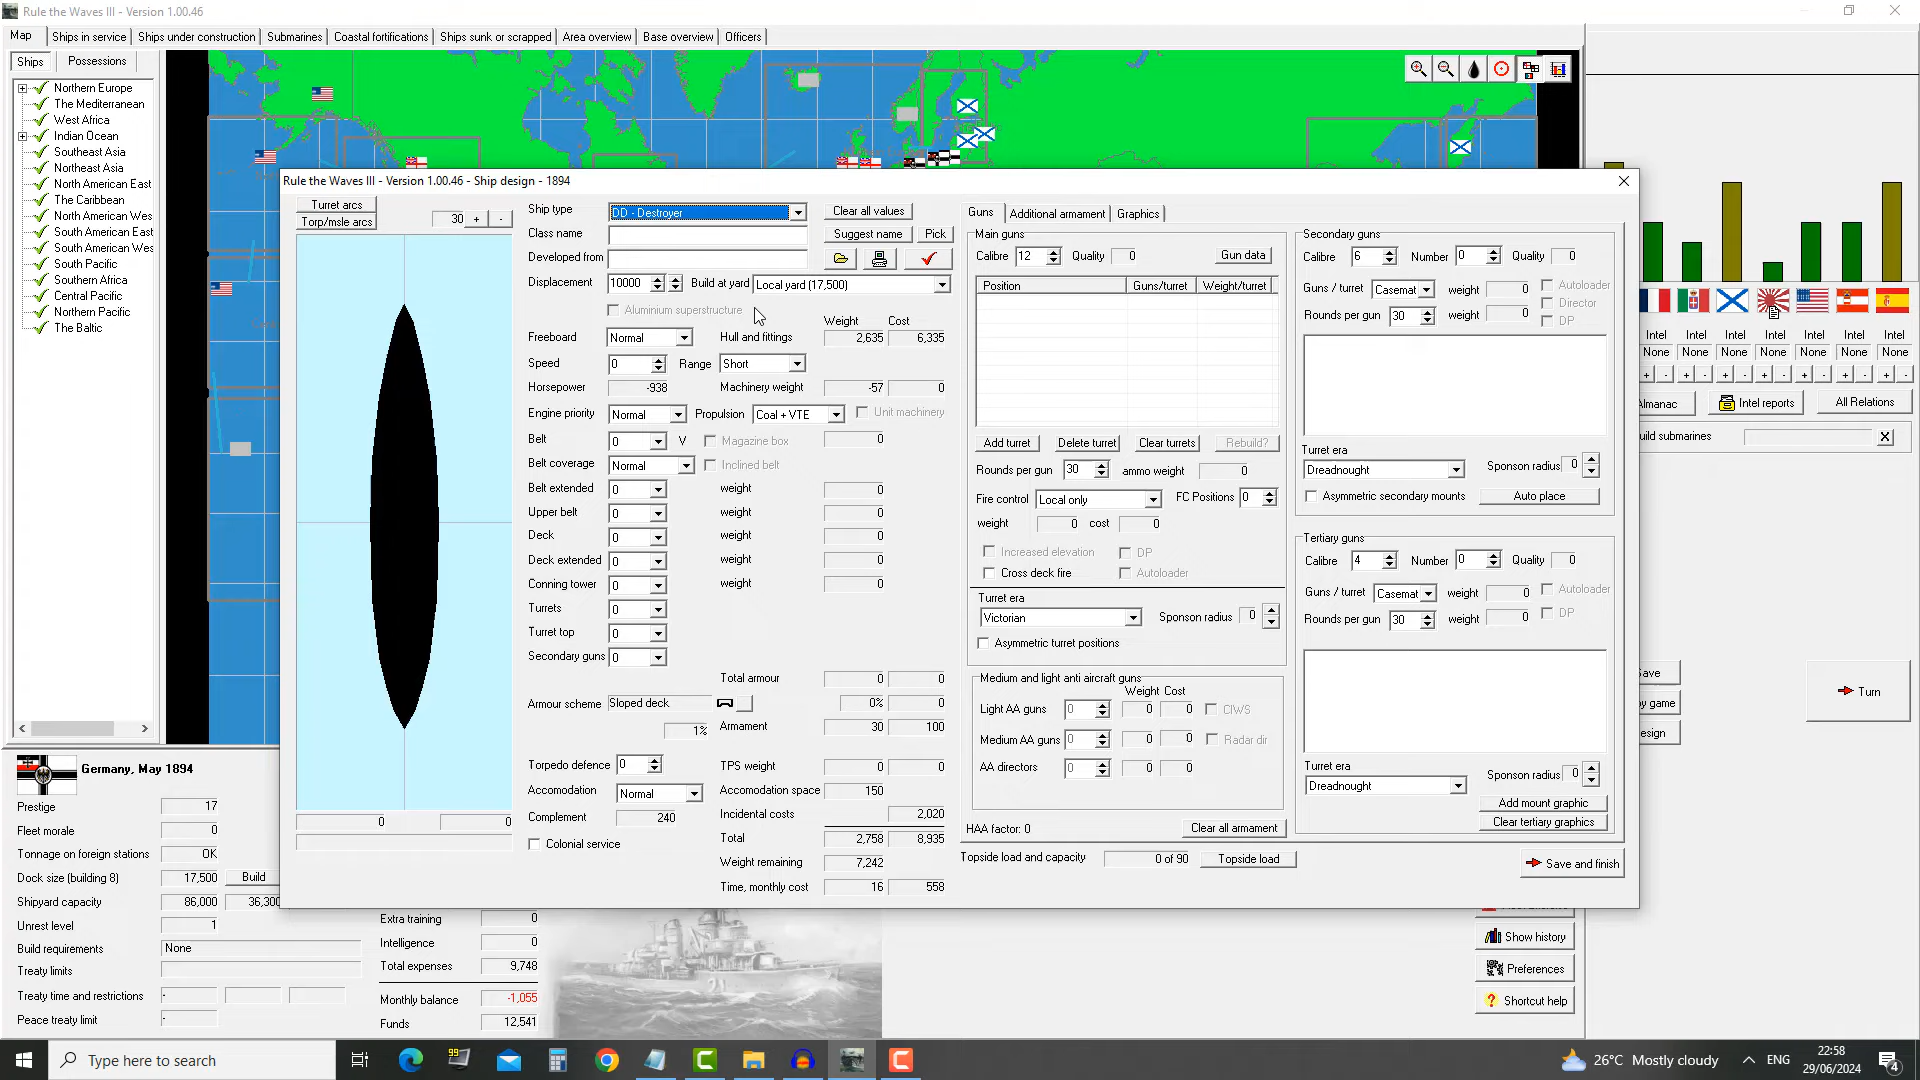 Rule the Waves III - Version 1.00.46
Map
Ships in service
Ships under construction
Submarines
Coastal fortifications
Ships sunk or scrapped
Area overview
Base overview
Officers
Ships
Possessions
Northern Europe
The Mediterranean
West Africa
Indian Ocean
Southeast Asia
Northeast Asia
North American East
The Caribbean
North American Wes
South American East
South American Wes
South Pacific
Southern Africa
Central Pacific
Northern Pacific
The Baltic
Rule the Waves III - Version 1.00.46 - Ship design - 1894
Turret arcs
Torp/msle arcs
30 + -
0 0
Ship type DD - Destroyer Clear all values
Class name Suggest name Pick
Developed from
Displacement 10000 Build at yard Local yard (17,500)
Aluminium superstructure
Weight Cost
Freeboard Normal Hull and fittings 2,635 6,335
Speed 0 Range Short
Horsepower -938 Machinery weight -57 0
Engine priority Normal Propulsion Coal + VTE Unit machinery
Belt 0 V Magazine box 0
Belt coverage Normal Inclined belt
Belt extended 0 weight 0
Upper belt 0 weight 0
Deck 0 weight 0
Deck extended 0 weight 0
Conning tower 0 weight 0
Turrets 0
Turret top 0
Secondary guns 0
Total armour 0 0
Armour scheme Sloped deck 0% 0
1% Armament 30 100
Torpedo defence 0 TPS weight 0 0
Accomodation Normal Accomodation space 150
Complement 240 Incidental costs 2,020
Colonial service Total 2,758 8,935
Weight remaining 7,242
Time, monthly cost 16 558
Guns
Additional armament
Graphics
Main guns
Calibre 12 Quality 0 Gun data
Position Guns/turret Weight/turret
Add turret Delete turret Clear turrets Rebuild?
Rounds per gun 30 ammo weight 0
Fire control Local only FC Positions 0
weight 0 cost 0
Increased elevation DP
Cross deck fire Autoloader
Turret era
Victorian Sponson radius 0
Asymmetric turret positions
Medium and light anti aircraft guns
Weight Cost
Light AA guns 0 0 0 CIWS
Medium AA guns 0 0 0 Radar dir
AA directors 0 0 0
HAA factor: 0 Clear all armament
Topside load and capacity 0 of 90 Topside load
Secondary guns
Calibre 6 Number 0 Quality 0
Guns / turret Casemat weight 0 Autoloader
Director
Rounds per gun 30 weight 0 DP
Turret era
Dreadnought Sponson radius 0
Asymmetric secondary mounts Auto place
Tertiary guns
Calibre 4 Number 0 Quality 0
Guns / turret Casemat weight 0 Autoloader
Rounds per gun 30 weight 0 DP
Turret era
Dreadnought Sponson radius 0
Add mount graphic
Clear tertiary graphics
Save and finish
Intel Intel Intel Intel Intel Intel Intel
None None None None None None None
+ - + - + - + - + - + - + -
lmanac Intel reports All Relations
uild submarines X
ave
oy game
esign
Turn
Show history
Preferences
Shortcut help
Germany, May 1894
Prestige 17
Fleet morale 0
Tonnage on foreign stations OK
Dock size (building 8) 17,500 Build
Shipyard capacity 86,000 36,300
Unrest level 1
Build requirements None
Treaty limits
Treaty time and restrictions -
Peace treaty limit -
Extra training 0
Intelligence 0
Total expenses 9,748
Monthly balance -1,055
Funds 12,541
Type here to search
99
26°C Mostly cloudy
ENG
22:58
29/06/2024
4